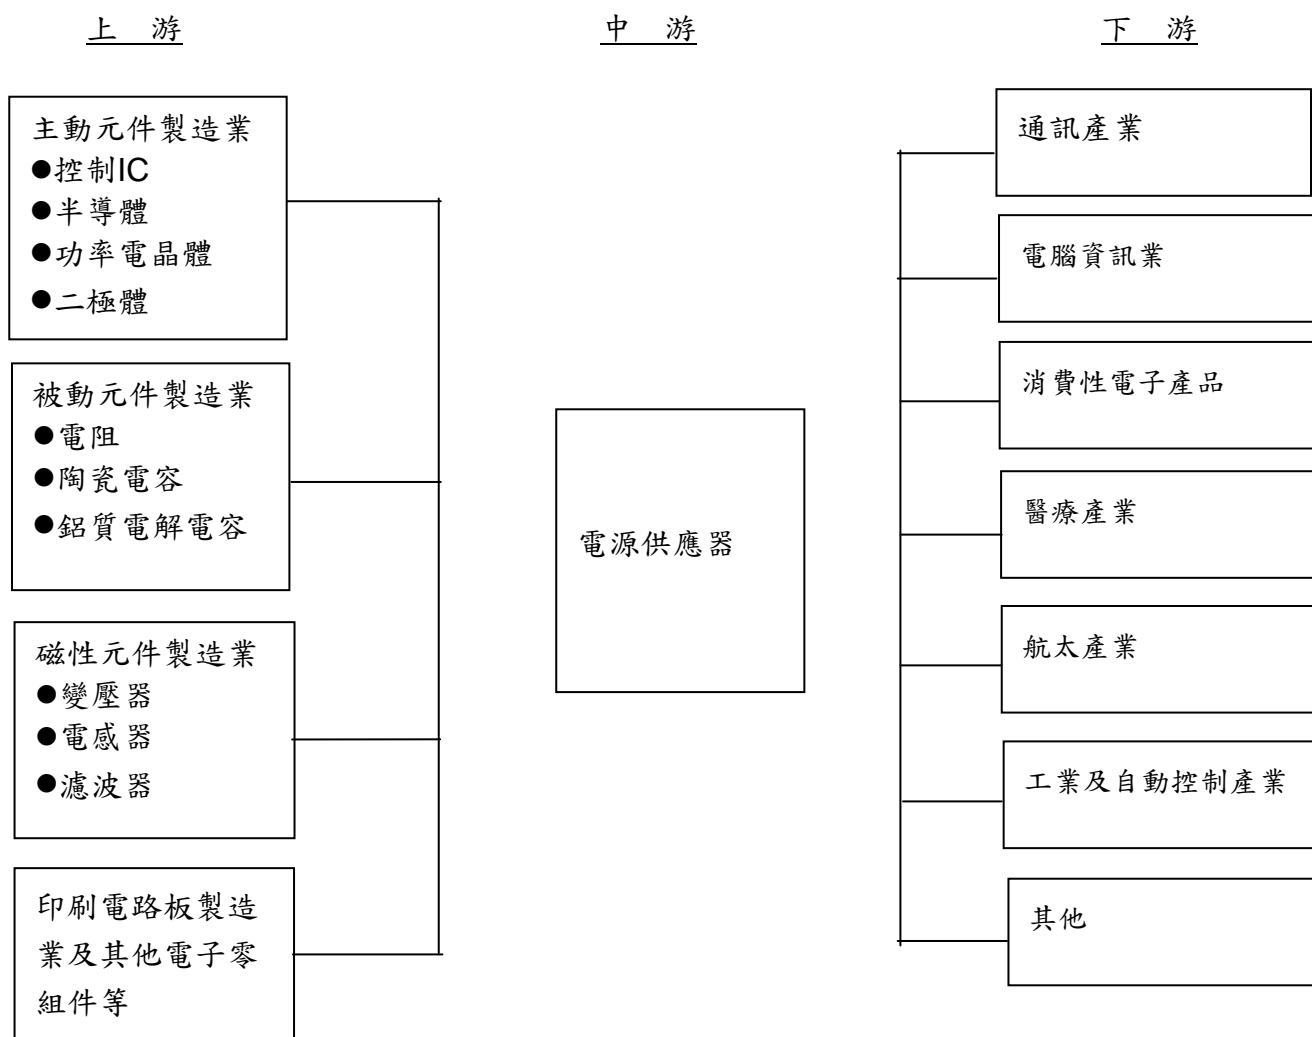 上 游
中 游
下 游
主動元件製造業
●控制IC
●半導體
●功率電晶體
●二極體
被動元件製造業
●電阻
●陶瓷電容
●鋁質電解電容
磁性元件製造業
●變壓器
●電感器
●濾波器
印刷電路板製造
業及其他電子零
組件等
電源供應器
通訊產業
電腦資訊業
消費性電子產品
醫療產業
航太產業
工業及自動控制產業
其他